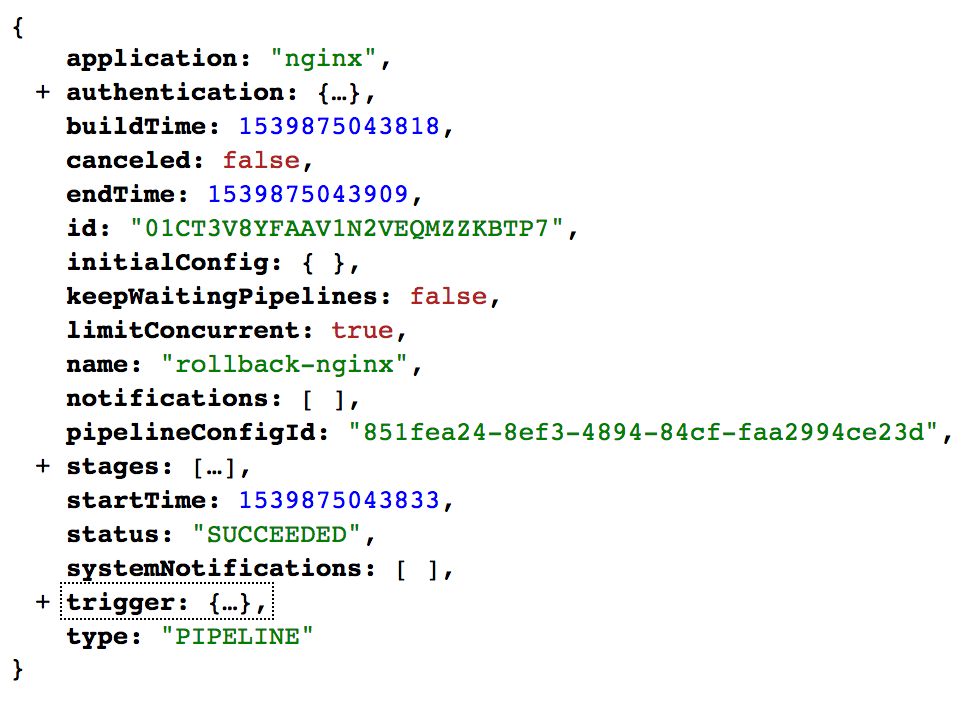 {
application: "nginx",
+ authentication: {…},
buildTime: 1539875043818,
canceled: false,
endTime: 1539875043909,
id: "01CT3V8YFAAV1N2VEQMZZKBTP7",
initialConfig: { },
keepWaitingPipelines: false,
limitConcurrent: true,
name: "rollback-nginx",
notifications: [ ],
pipelineConfigId: "851fea24-8ef3-4894-84cf-faa2994ce23d",
+ stages: […],
startTime: 1539875043833,
status: "SUCCEEDED",
systemNotifications: [ ],
+ trigger: {…},
type: "PIPELINE"
}